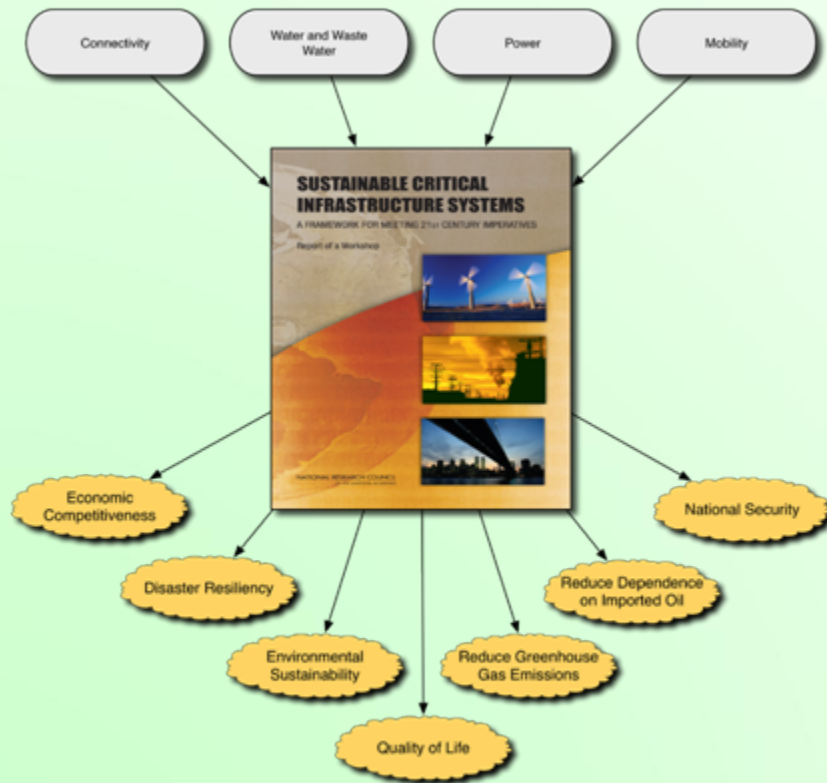 Connectivity
Water and Waste
Water
Power
Mobility
SUSTAINABLE CRITICAL
INFRASTRUCTURE SYSTEMS
A FRAMEWORK FOR MEETING 21ST CENTURY IMPERATIVES
Report of a Workshop
NATIONAL RESEARCH COUNCIL
Economic
Competitiveness
National Security
Disaster Resiliency
Reduce Dependence
on Imported Oil
Environmental
Sustainability
Reduce Greenhouse
Gas Emissions
Quality of Life